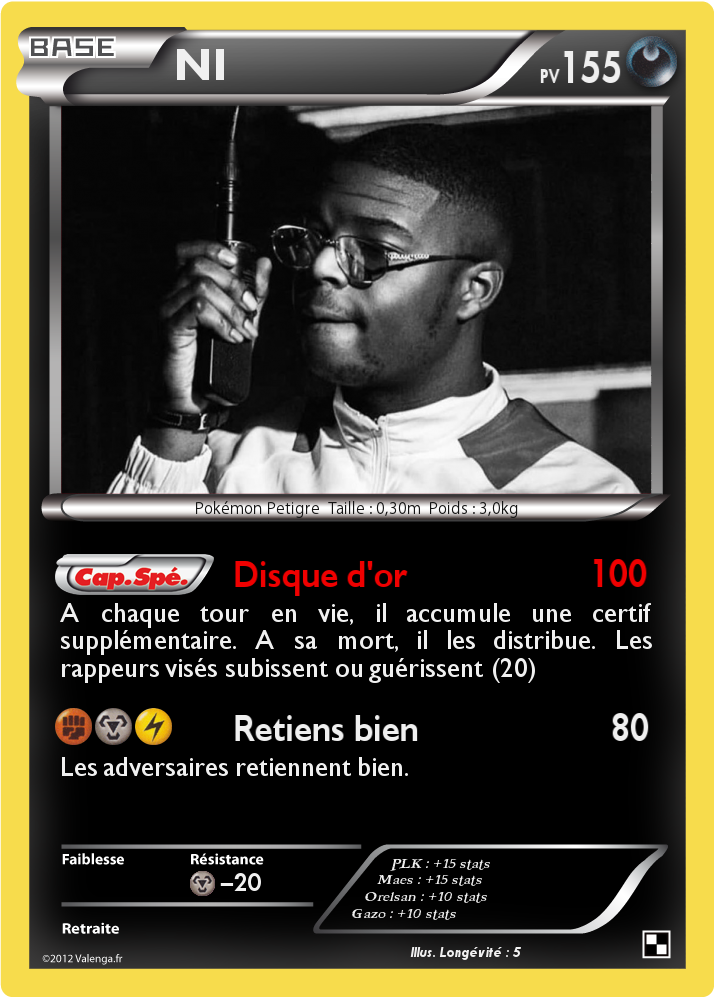 BASE NI PV 155
Pokémon Petigre Taille : 0,30m Poids : 3,0kg
Cap.Spé. Disque d'or 100
A chaque tour en vie, il accumule une certif
supplémentaire. A sa mort, il les distribue. Les
rappeurs visés subissent ou guérissent (20)
Retiens bien 80
Les adversaires retiennent bien.
Faiblesse Résistance
–20
PLK : +15 stats
Maes : +15 stats
Orelsan : +10 stats
Gazo : +10 stats
Retraite
Illus. Longévité : 5
©2012 Valenga.fr